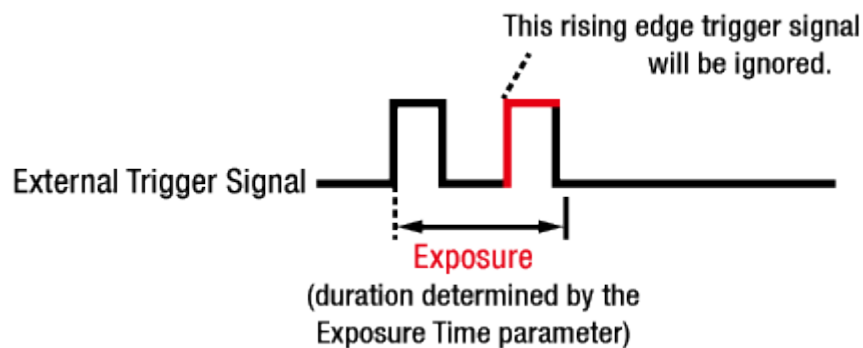 This rising edge trigger signal
will be ignored.
External Trigger Signal
Exposure
(duration determined by the
Exposure Time parameter)